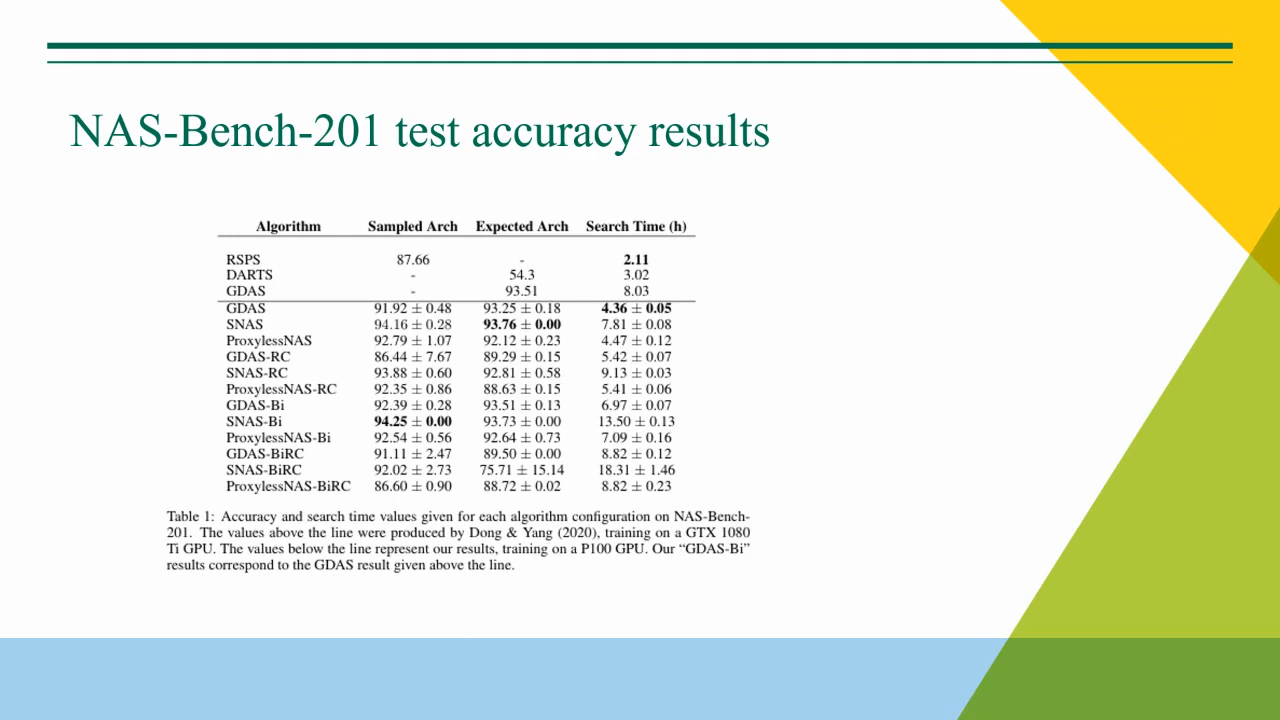 NAS-Bench-201 test accuracy results
Algorithm Sampled Arch Expected Arch Search Time (h)
RSPS 87.66 - 2.11
DARTS - 54.3 3.02
GDAS - 93.51 8.03
GDAS 91.92 ± 0.48 93.25 ± 0.18 4.36 ± 0.05
SNAS 94.16 ± 0.28 93.76 ± 0.00 7.81 ± 0.08
ProxylessNAS 92.79 ± 1.07 92.12 ± 0.23 4.47 ± 0.12
GDAS-RC 86.44 ± 7.67 89.29 ± 0.15 5.42 ± 0.07
SNAS-RC 93.88 ± 0.60 92.81 ± 0.58 9.13 ± 0.03
ProxylessNAS-RC 92.35 ± 0.86 88.63 ± 0.15 5.41 ± 0.06
GDAS-Bi 92.39 ± 0.28 93.51 ± 0.13 6.97 ± 0.07
SNAS-Bi 94.25 ± 0.00 93.73 ± 0.00 13.50 ± 0.13
ProxylessNAS-Bi 92.54 ± 0.56 92.64 ± 0.73 7.09 ± 0.16
GDAS-BiRC 91.11 ± 2.47 89.50 ± 0.00 8.82 ± 0.12
SNAS-BiRC 92.02 ± 2.73 75.71 ± 15.14 18.31 ± 1.46
ProxylessNAS-BiRC 86.60 ± 0.90 88.72 ± 0.02 8.82 ± 0.23
Table 1: Accuracy and search time values given for each algorithm configuration on NAS-Bench-
201. The values above the line were produced by Dong & Yang (2020), training on a GTX 1080
Ti GPU. The values below the line represent our results, training on a P100 GPU. Our “GDAS-Bi”
results correspond to the GDAS result given above the line.